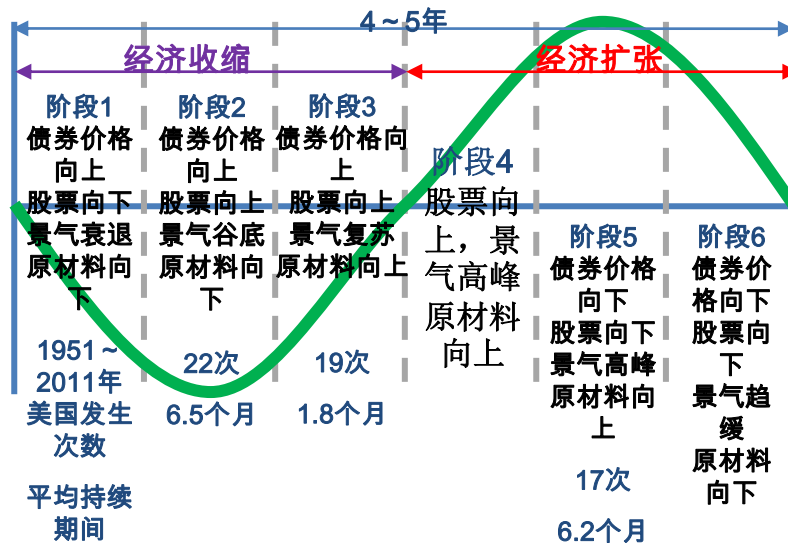 4～5年
经济收缩
经济扩张
阶段1
债券价格
向上
股票向下
景气衰退
原材料向
下
1951～
2011年
美国发生
次数
平均持续
期间
阶段2
债券价格
向上
股票向上
景气谷底
原材料向
下
22次
6.5个月
阶段3
债券价格向
上
股票向上
景气复苏
原材料向上
19次
1.8个月
阶段4
股票向
上，景
气高峰
原材料
向上
阶段5
债券价格
向下
股票向下
景气高峰
原材料向
上
17次
6.2个月
阶段6
债券价
格向下
股票向
下
景气趋
缓
原材料
向下